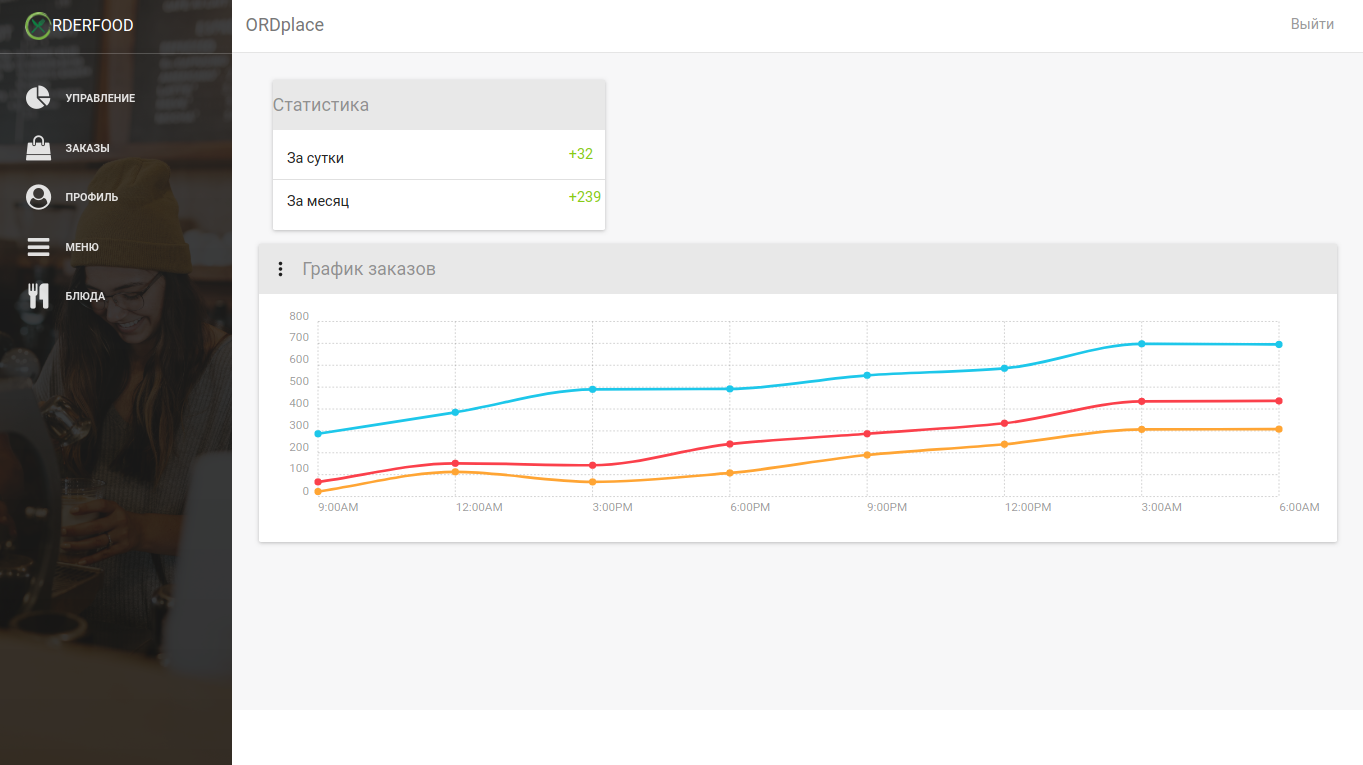 RDERFOOD
ORDplace
Выйти
УПРАВЛЕНИЕ
ЗАКАЗЫ
ПРОФИЛЬ
МЕНЮ
БЛЮДА
Статистика
За сутки +32
За месяц +239
График заказов
800
700
600
500
400
300
200
100
0
9:00AM 12:00AM 3:00PM 6:00PM 9:00PM 12:00PM 3:00AM 6:00AM